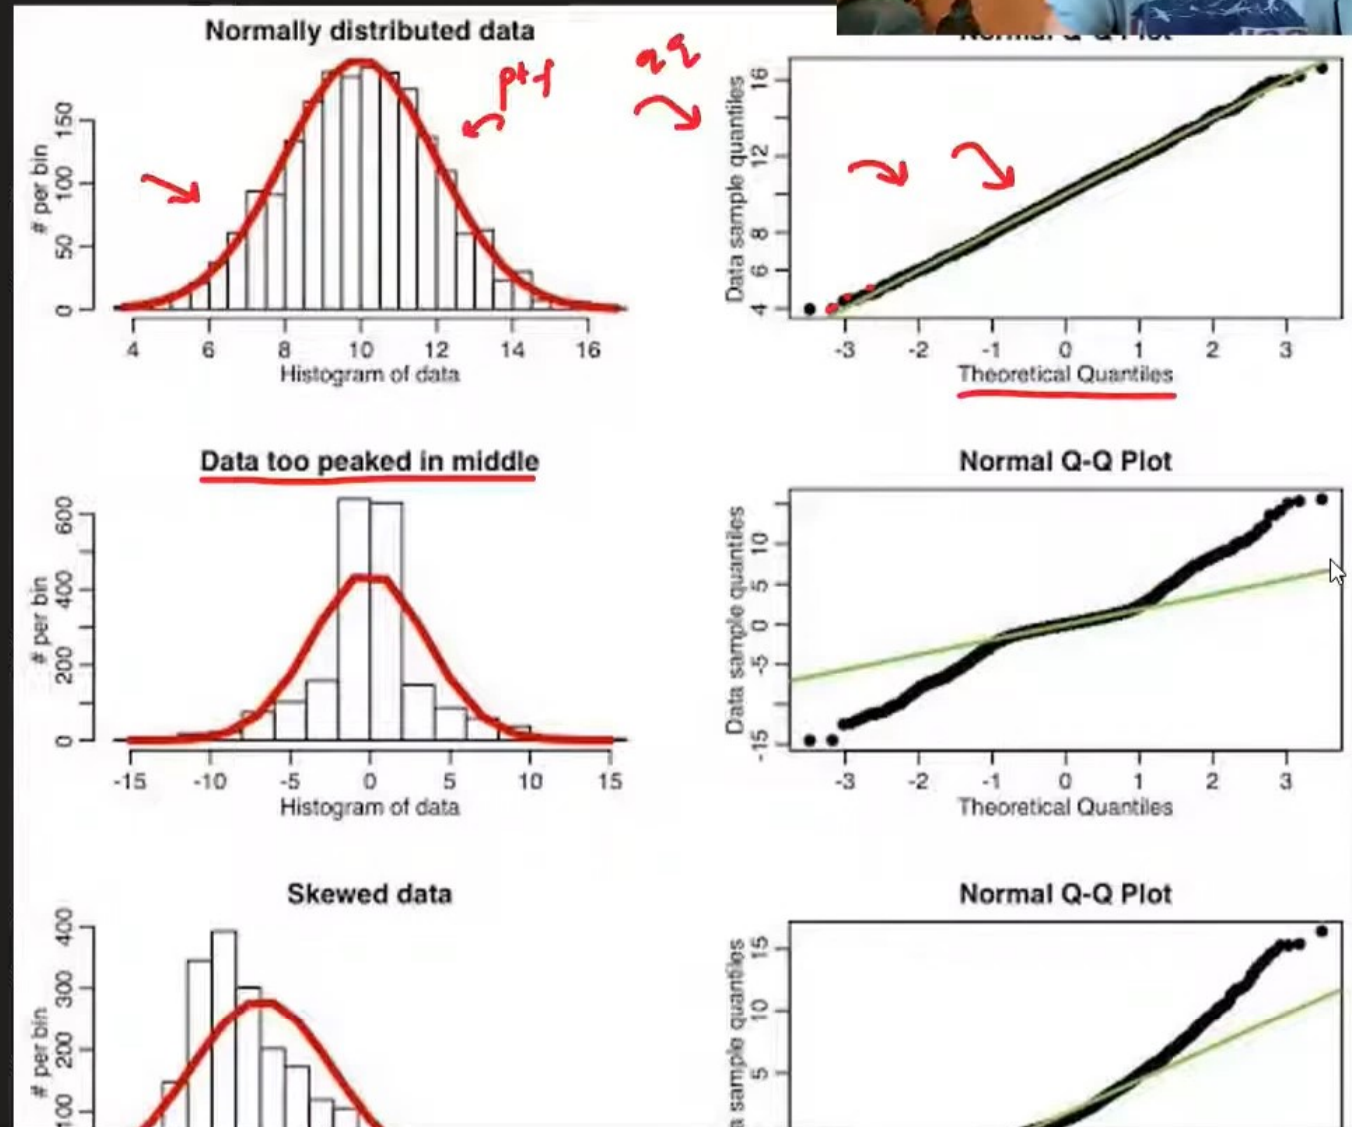 Normally distributed data
# per bin
0 50 100 150
4 6 8 10 12 14 16
Histogram of data
qq
Normal Q-Q Plot
Data sample quantiles
4 6 8 12 16
-3 -2 -1 0 1 2 3
Theoretical Quantiles
Data too peaked in middle
# per bin
0 200 400 600
-15 -10 -5 0 5 10 15
Histogram of data
Normal Q-Q Plot
Data sample quantiles
-15 -5 0 5 10
-3 -2 -1 0 1 2 3
Theoretical Quantiles
Skewed data
# per bin
100 200 300 400
Normal Q-Q Plot
sample quantiles
5 10 15